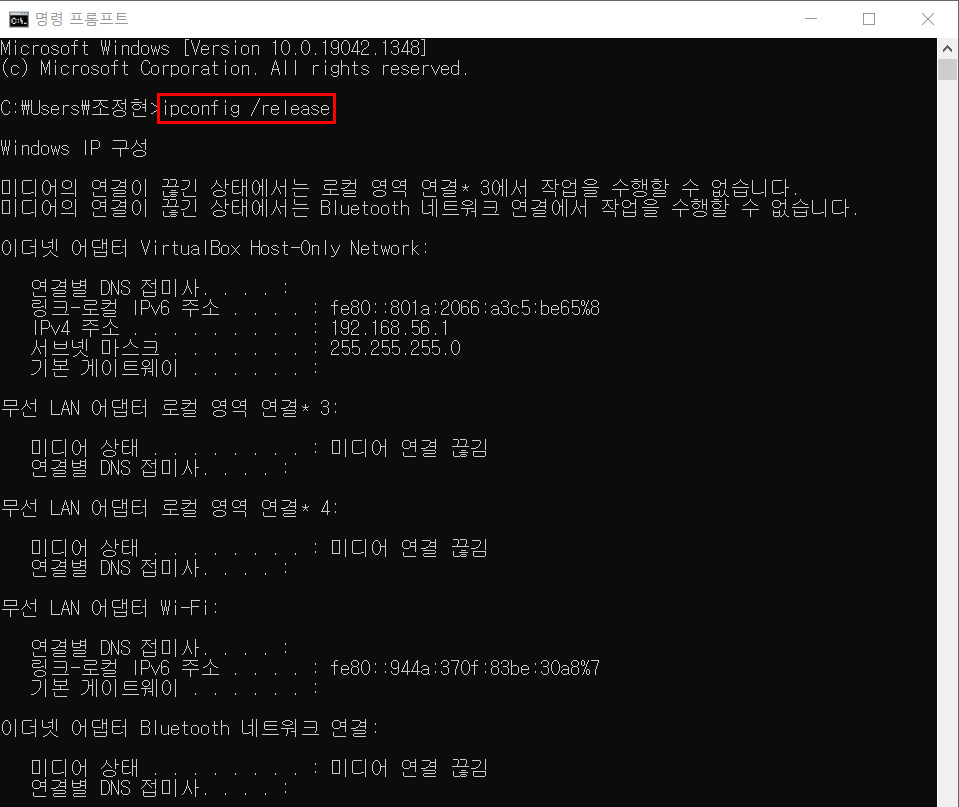 명령 프롬프트
Microsoft Windows [Version 10.0.19042.1348]
(c) Microsoft Corporation. All rights reserved.
C:₩Users₩조정현>ipconfig /release
Windows IP 구성
미디어의 연결이 끊긴 상태에서는 로컬 영역 연결* 3에서 작업을 수행할 수 없습니다.
미디어의 연결이 끊긴 상태에서는 Bluetooth 네트워크 연결에서 작업을 수행할 수 없습니다.
이더넷 어댑터 VirtualBox Host-Only Network:
연결별 DNS 접미사. . . . :
링크-로컬 IPv6 주소 . . . . : fe80::801a:2066:a3c5:be65%8
IPv4 주소 . . . . . . . . . : 192.168.56.1
서브넷 마스크 . . . . . . . : 255.255.255.0
기본 게이트웨이 . . . . . . :
무선 LAN 어댑터 로컬 영역 연결* 3:
미디어 상태 . . . . . . . . : 미디어 연결 끊김
연결별 DNS 접미사. . . . :
무선 LAN 어댑터 로컬 영역 연결* 4:
미디어 상태 . . . . . . . . : 미디어 연결 끊김
연결별 DNS 접미사. . . . :
무선 LAN 어댑터 Wi-Fi:
연결별 DNS 접미사. . . . :
링크-로컬 IPv6 주소 . . . . : fe80::944a:370f:83be:30a8%7
기본 게이트웨이 . . . . . . :
이더넷 어댑터 Bluetooth 네트워크 연결:
미디어 상태 . . . . . . . . : 미디어 연결 끊김
연결별 DNS 접미사. . . . :